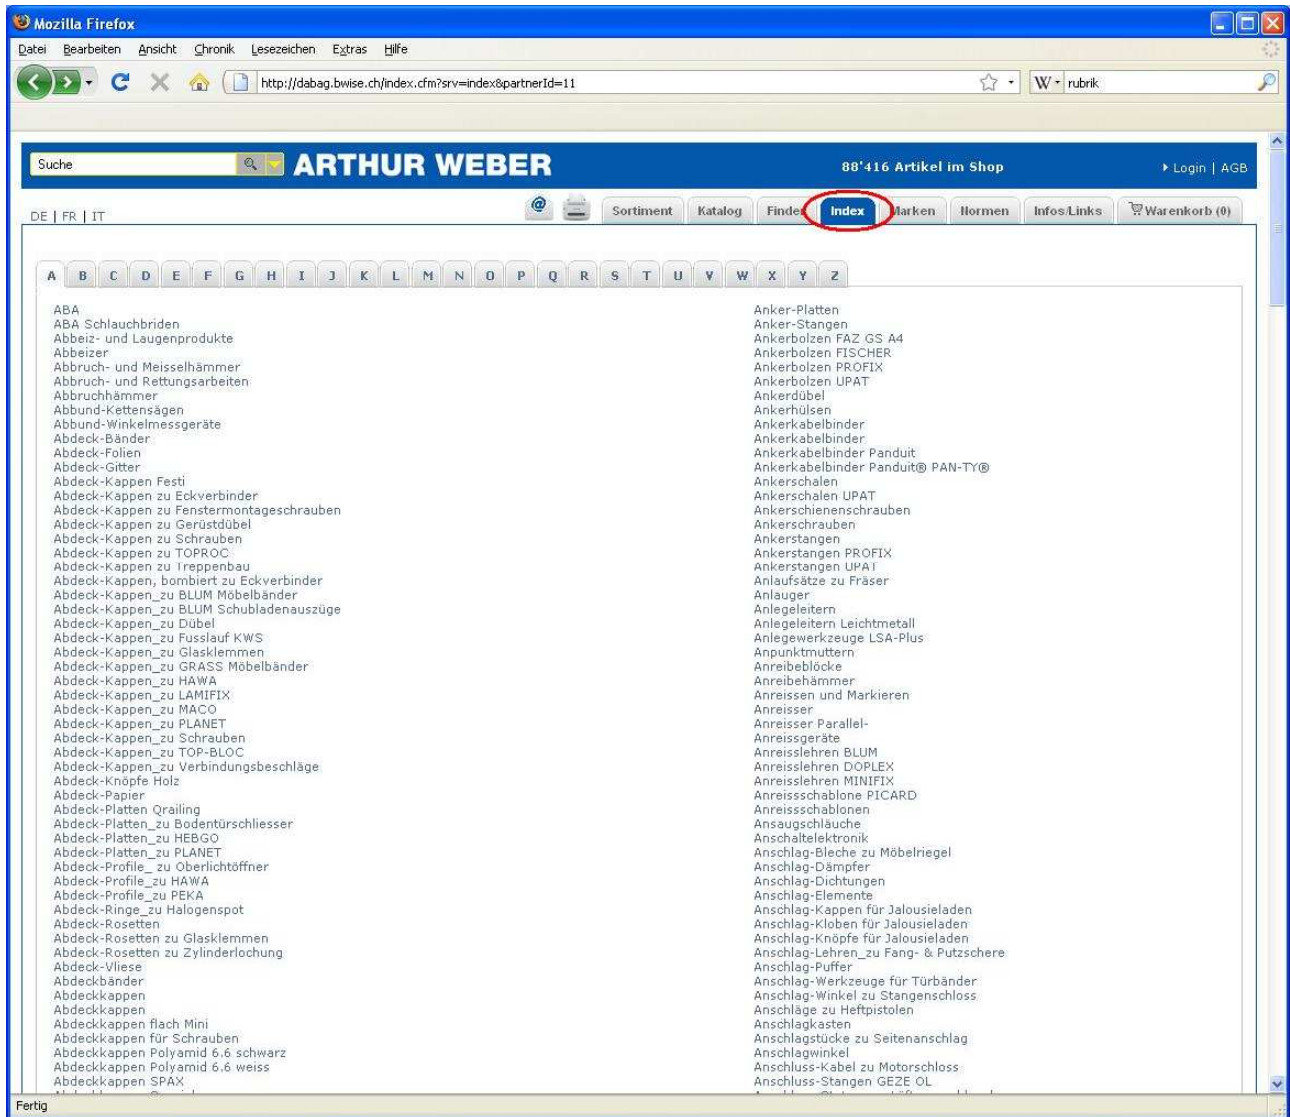 Mozilla Firefox
Datei Bearbeiten Ansicht Chronik Lesezeichen Extras Hilfe
http://dabag.bwise.ch/index.cfm?srv=index&partnerId=11
W rubrik
Suche
ARTHUR WEBER
88'416 Artikel im Shop
Login | AGB
DE | FR | IT
@
Sortiment Katalog Finder Index Marken Normen Infos/Links Warenkorb (0)
A B C D E F G H I J K L M N O P Q R S T U V W X Y Z
ABA
ABA Schlauchbriden
Abbeiz- und Laugenprodukte
Abbeizer
Abbruch- und Meisselhämmer
Abbruch- und Rettungsarbeiten
Abbruchhämmer
Abbund-Kettensägen
Abbund-Winkelmessgeräte
Abdeck-Bänder
Abdeck-Folien
Abdeck-Gitter
Abdeck-Kappen Festi
Abdeck-Kappen zu Eckverbinder
Abdeck-Kappen zu Fenstermontageschrauben
Abdeck-Kappen zu Gerüstdübel
Abdeck-Kappen zu Schrauben
Abdeck-Kappen zu TOPROC
Abdeck-Kappen zu Treppenbau
Abdeck-Kappen, bombiert zu Eckverbinder
Abdeck-Kappen_zu BLUM Möbelbänder
Abdeck-Kappen_zu BLUM Schubladenauszüge
Abdeck-Kappen_zu Dübel
Abdeck-Kappen_zu Fusslauf KWS
Abdeck-Kappen_zu Glasklemmen
Abdeck-Kappen_zu GRASS Möbelbänder
Abdeck-Kappen_zu HAWA
Abdeck-Kappen_zu LAMIFIX
Abdeck-Kappen_zu MACO
Abdeck-Kappen_zu PLANET
Abdeck-Kappen_zu Schrauben
Abdeck-Kappen_zu TOP-BLOC
Abdeck-Kappen_zu Verbindungsbeschläge
Abdeck-Knöpfe Holz
Abdeck-Papier
Abdeck-Platten Qrailing
Abdeck-Platten_zu Bodentürschliesser
Abdeck-Platten_zu HEBGO
Abdeck-Platten_zu PLANET
Abdeck-Profile_ zu Oberlichtöffner
Abdeck-Profile_zu HAWA
Abdeck-Profile_zu PEKA
Abdeck-Ringe_zu Halogenspot
Abdeck-Rosetten
Abdeck-Rosetten zu Glasklemmen
Abdeck-Rosetten zu Zylinderlochung
Abdeck-Vliese
Abdeckbänder
Abdeckkappen
Abdeckkappen
Abdeckkappen flach Mini
Abdeckkappen für Schrauben
Abdeckkappen Polyamid 6.6 schwarz
Abdeckkappen Polyamid 6.6 weiss
Abdeckkappen SPAX
Anker-Platten
Anker-Stangen
Ankerbolzen FAZ GS A4
Ankerbolzen FISCHER
Ankerbolzen PROFIX
Ankerbolzen UPAT
Ankerdübel
Ankerhülsen
Ankerkabelbinder
Ankerkabelbinder
Ankerkabelbinder Panduit
Ankerkabelbinder Panduit® PAN-TY®
Ankerschalen
Ankerschalen UPAT
Ankerschienenschrauben
Ankerschrauben
Ankerstangen
Ankerstangen PROFIX
Ankerstangen UPAT
Anlaufsätze zu Fräser
Anlauger
Anlegeleitern
Anlegeleitern Leichtmetall
Anlegewerkzeuge LSA-Plus
Anpunktmuttern
Anreibeblöcke
Anreibehämmer
Anreissen und Markieren
Anreisser
Anreisser Parallel-
Anreissgeräte
Anreisslehren BLUM
Anreisslehren DOPLEX
Anreisslehren MINIFIX
Anreissschablone PICARD
Anreissschablonen
Ansaugschläuche
Anschaltelektronik
Anschlag-Bleche zu Möbelriegel
Anschlag-Dämpfer
Anschlag-Dichtungen
Anschlag-Elemente
Anschlag-Kappen für Jalousieladen
Anschlag-Kloben für Jalousieladen
Anschlag-Knöpfe für Jalousieladen
Anschlag-Lehren_zu Fang- & Putzschere
Anschlag-Puffer
Anschlag-Werkzeuge für Türbänder
Anschlag-Winkel zu Stangenschloss
Anschläge zu Heftpistolen
Anschlagkasten
Anschlagstücke zu Seitenanschlag
Anschlagwinkel
Anschluss-Kabel zu Motorschloss
Anschluss-Stangen GEZE OL
Fertig